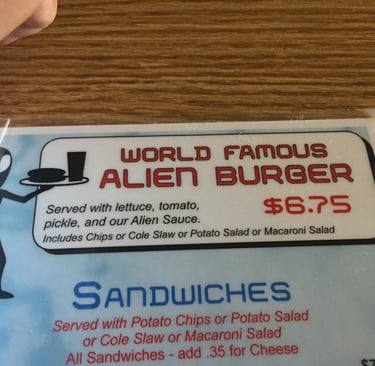 WORLD FAMOUS
ALIEN BURGER
Served with lettuce, tomato,
pickle, and our Alien Sauce.
$6.75
Includes Chips or Cole Slaw or Potato Salad or Macaroni Salad
SANDWICHES
Served with Potato Chips or Potato Salad
or Cole Slaw or Macaroni Salad
All Sandwiches - add .35 for Cheese